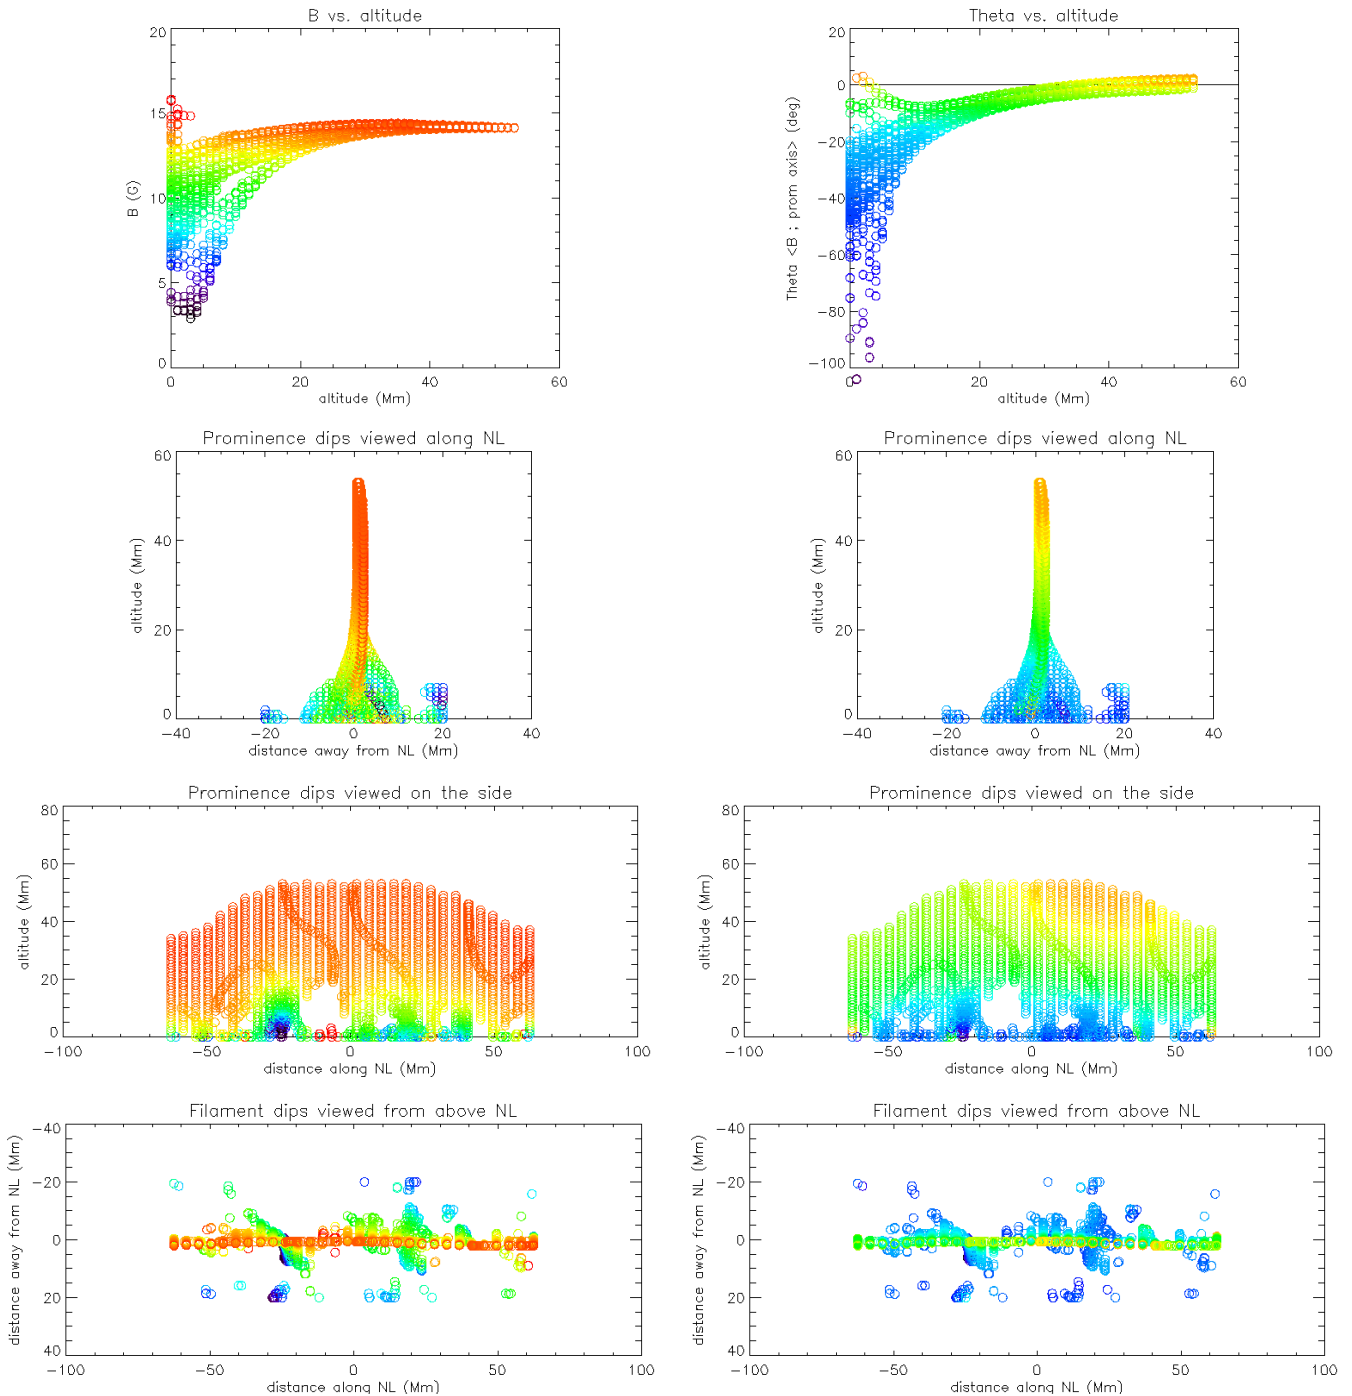 B vs. altitude
20
15
10
5
0
B (G)
0 20 40 60
altitude (Mm)
Theta vs. altitude
20
0
−20
−40
−60
−80
−100
Theta <B ; prom axis> (deg)
0 20 40 60
altitude (Mm)
Prominence dips viewed along NL
60
40
20
0
altitude (Mm)
−40 −20 0 20 40
distance away from NL (Mm)
Prominence dips viewed along NL
60
40
20
0
altitude (Mm)
−40 −20 0 20 40
distance away from NL (Mm)
Prominence dips viewed on the side
80
60
40
20
0
altitude (Mm)
−100 −50 0 50 100
distance along NL (Mm)
Prominence dips viewed on the side
80
60
40
20
0
altitude (Mm)
−100 −50 0 50 100
distance along NL (Mm)
Filament dips viewed from above NL
−40
−20
0
20
40
distance away from NL (Mm)
−100 −50 0 50 100
distance along NL (Mm)
Filament dips viewed from above NL
−40
−20
0
20
40
distance away from NL (Mm)
−100 −50 0 50 100
distance along NL (Mm)